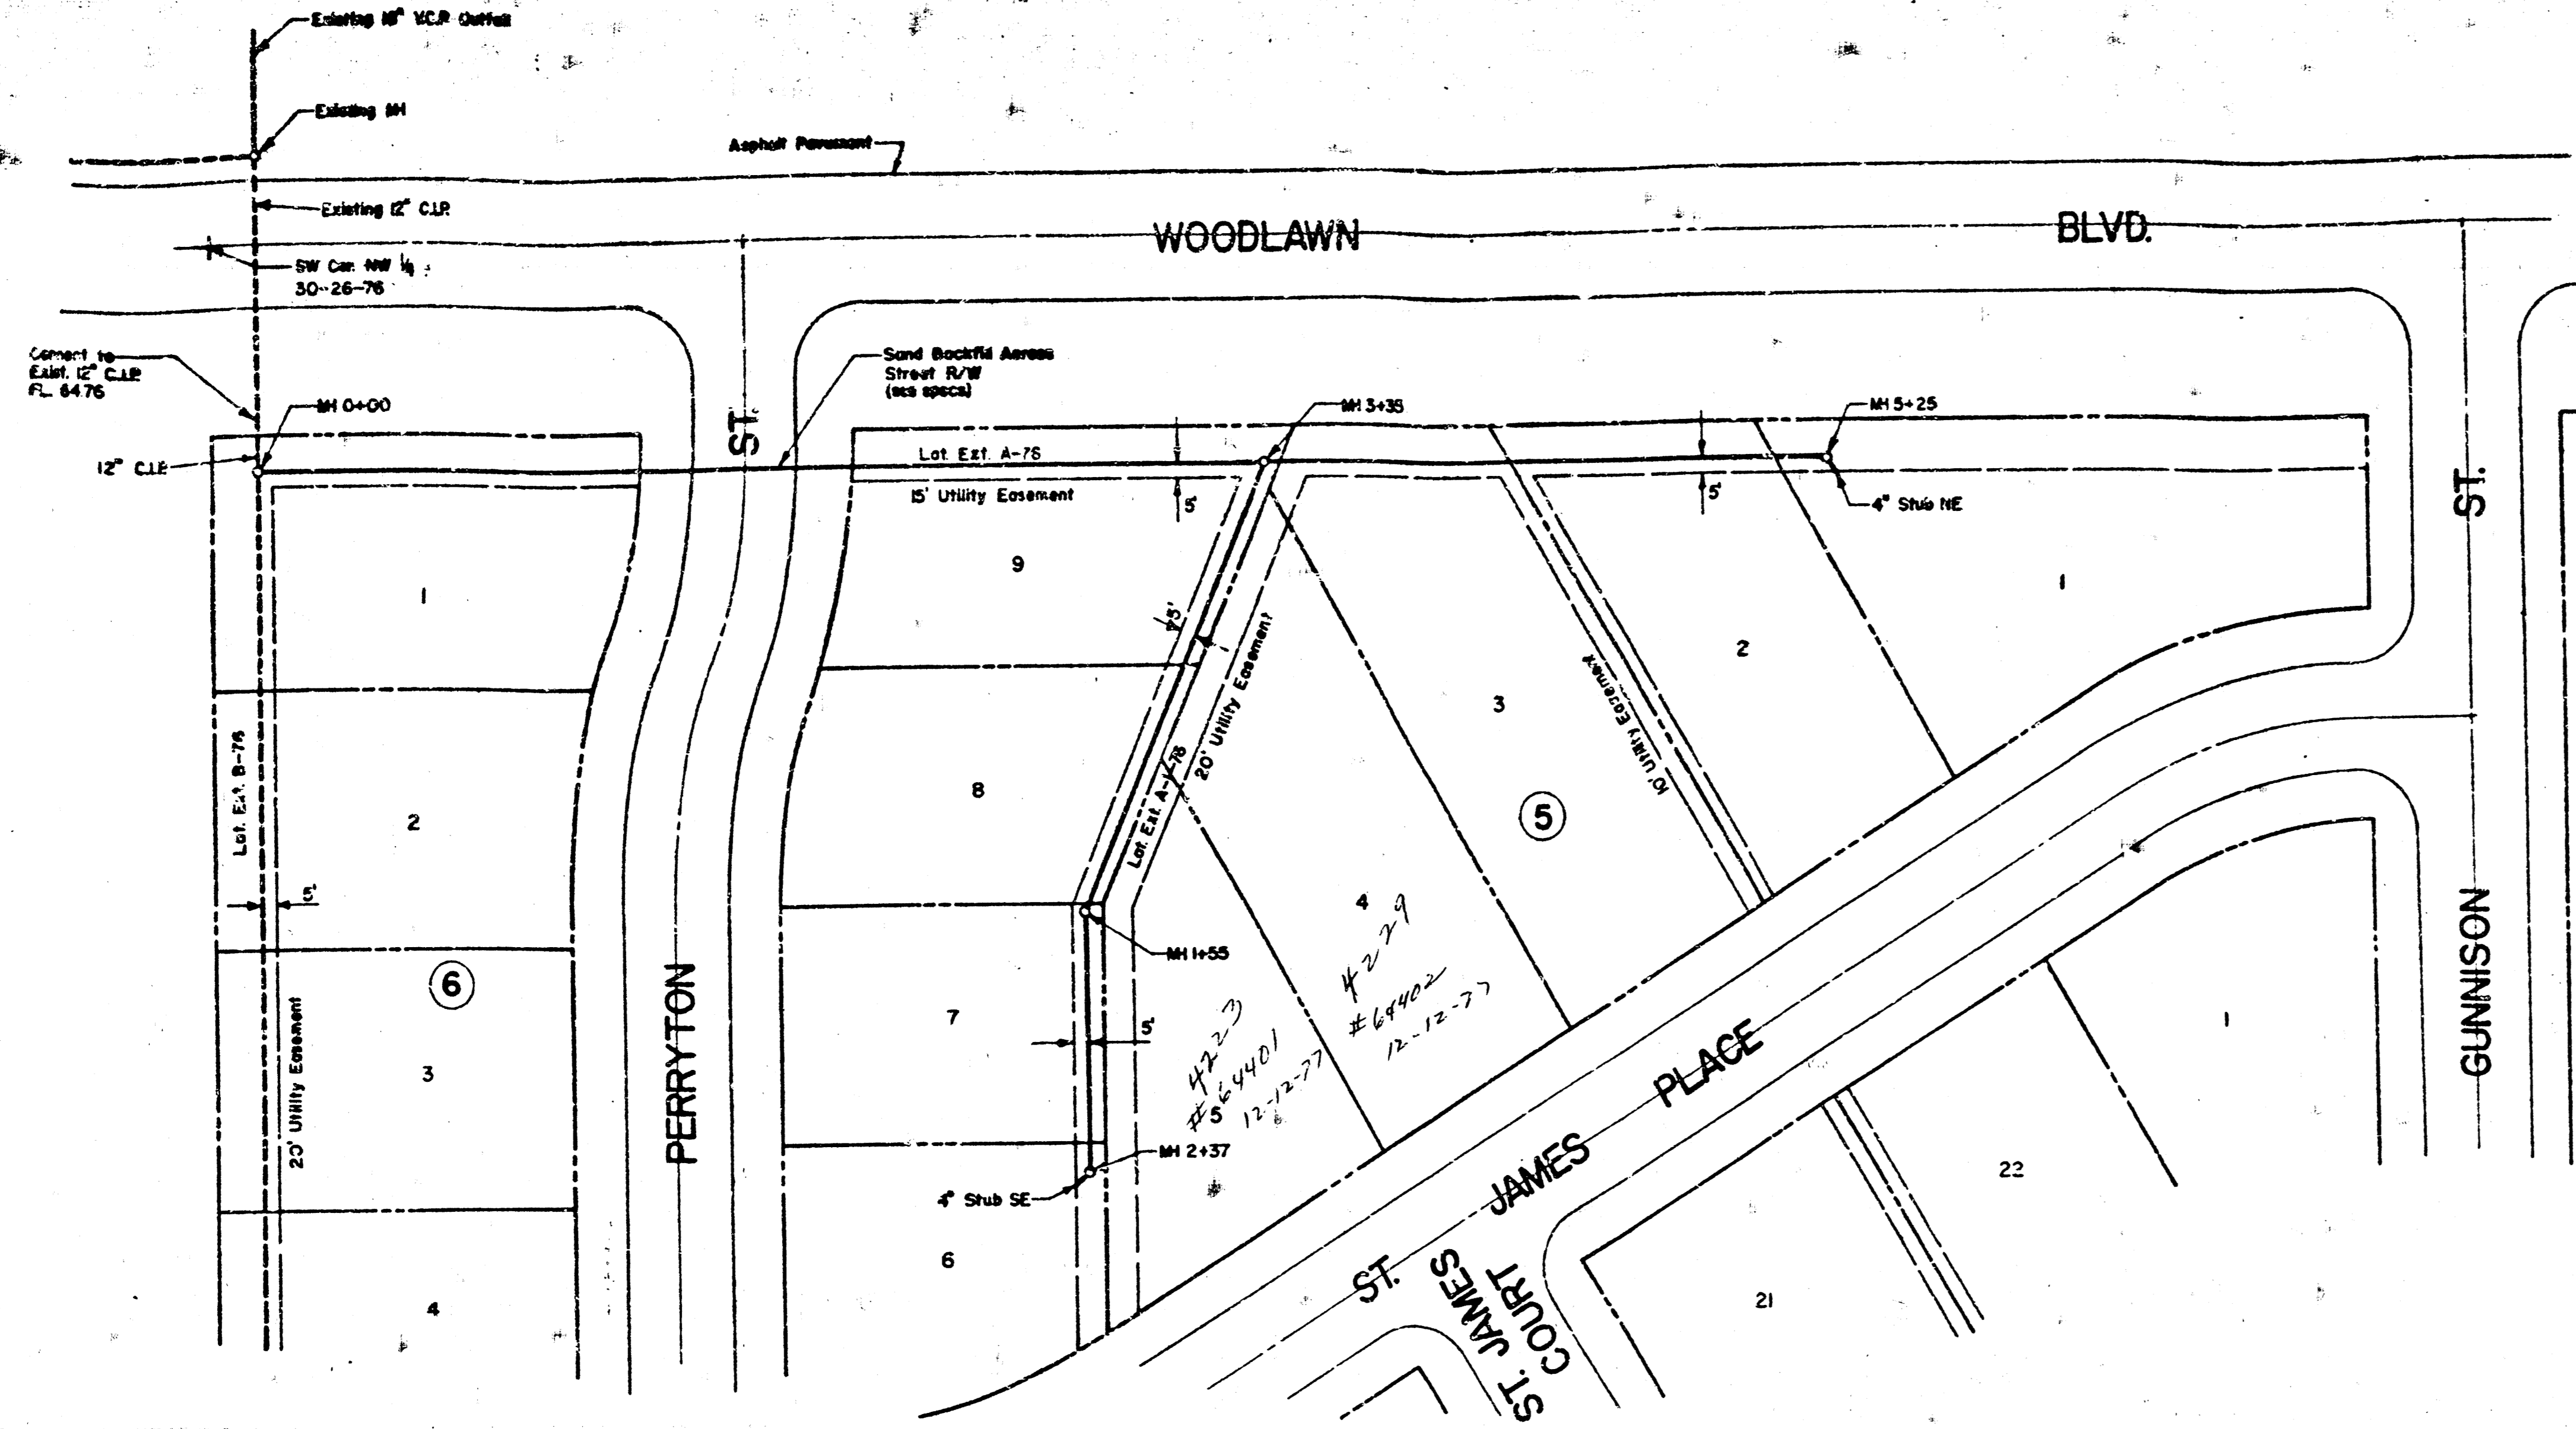 Existing 18" V.C.P. Outfall
Existing MH
Asphalt Pavement
Existing 12" C.I.P.
WOODLAWN BLVD.
SW Cor. NW 1/4
30-26-76
Connect to
Exist. 12" C.I.P.
FL. 64.76
MH 0+00
Sand Backfill Across
Street R/W
(see specs)
MH 3+35
MH 5+25
12" C.I.P.
ST.
Lat. Ext. A-76
15' Utility Easement
5'
5'
4" Stub NE
ST.
1
9
1
5'
2
3
20' Utility Easement
10' Utility Easement
Lat. Ext. B-76
2
8
Lat. Ext. A-1-76
5
4
5'
6
MH 1+55
4229
#64402
12-12-77
GUNNISON
PERRYTON
7
5'
4223
#64401
12-12-77
5
3
20' Utility Easement
PLACE
JAMES
ST.
1
MH 2+37
4" Stub SE
22
6
4
21
ST. JAMES
COURT